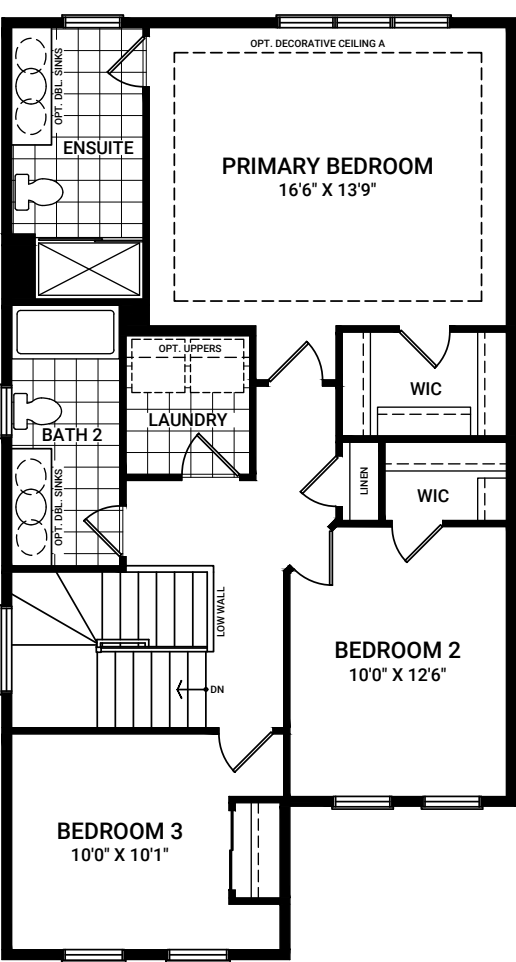 OPT. DECORATIVE CEILING A
OPT. DBL. SINKS
ENSUITE
PRIMARY BEDROOM
16'6" X 13'9"
OPT. UPPERS
LAUNDRY
WIC
BATH 2
OPT. DBL. SINKS
LINEN
WIC
LOW WALL
DN
BEDROOM 2
10'0" X 12'6"
BEDROOM 3
10'0" X 10'1"